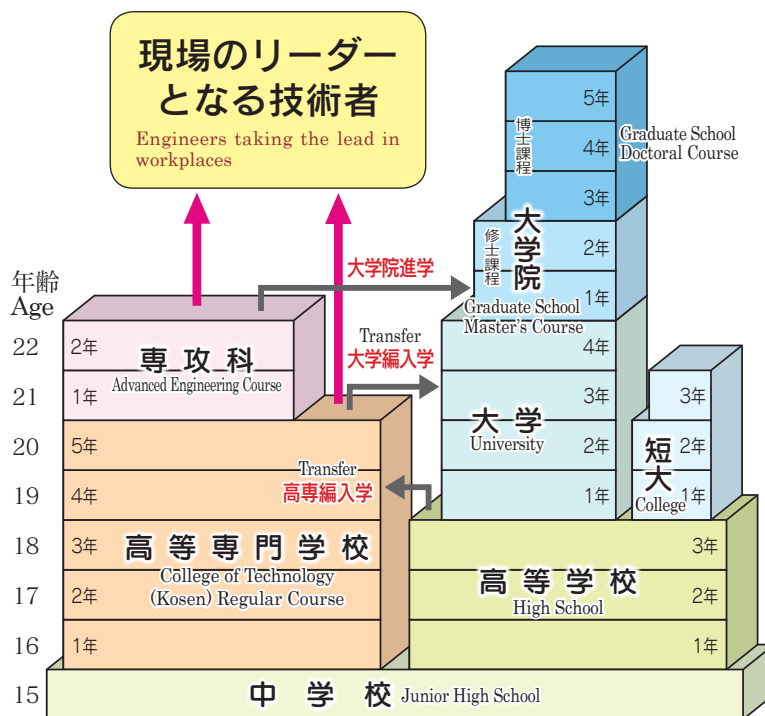 現場のリーダー
となる技術者
Engineers taking the lead in
workplaces
5年
4年
3年
博士課程
Graduate School
Doctoral Course
大学院
修士課程
2年
1年
Graduate School
Master's Course
大学院進学
年齢
Age
22
21
20
19
18
17
16
15
2年
専攻科
Advanced Engineering Course
1年
Transfer
大学編入学
4年
3年
大学
University
2年
1年
3年
2年
短大
College
1年
5年
4年
Transfer
高専編入学
3年
高等専門学校
College of Technology
(Kosen) Regular Course
2年
1年
3年
高等学校
High School
2年
1年
中学校 Junior High School